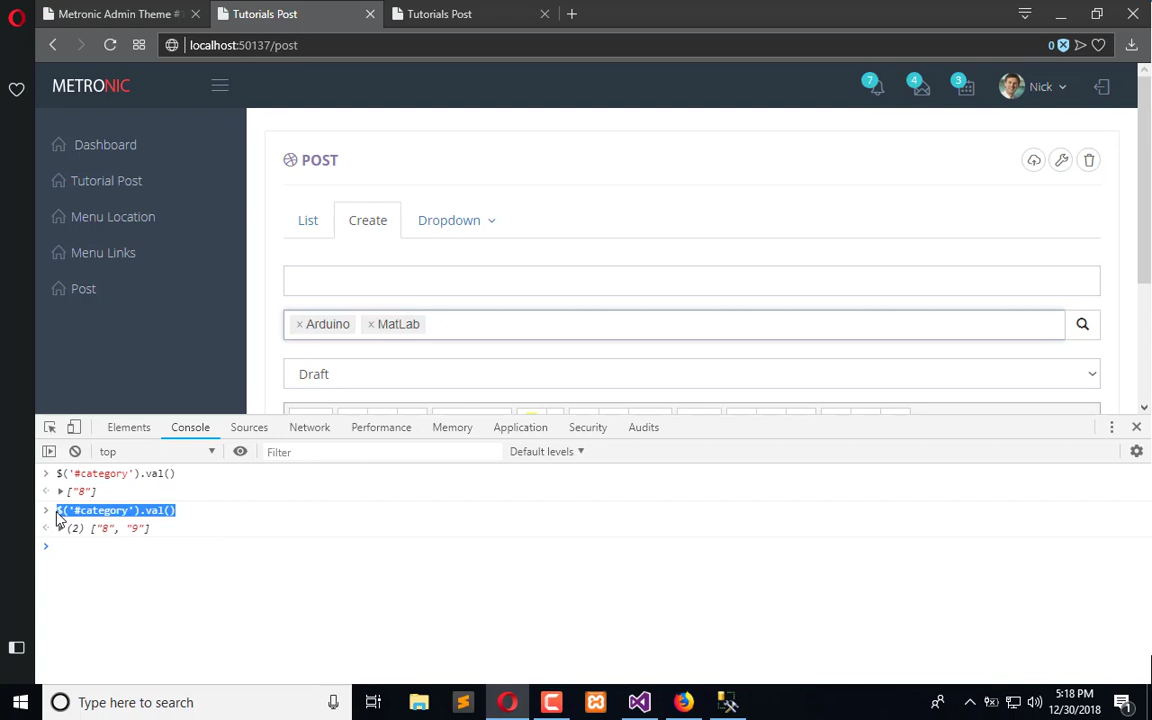 Metronic Admin Theme #
Tutorials Post
Tutorials Post
localhost:50137/post
0
METRONIC
7
4
3
Nick
Dashboard
Tutorial Post
Menu Location
Menu Links
Post
POST
List
Create
Dropdown
× Arduino
× MatLab
Draft
Elements
Console
Sources
Network
Performance
Memory
Application
Security
Audits
top
Filter
Default levels
> $('#category').val()
["8"]
> $('#category').val()
(2) ["8", "9"]
>
Type here to search
5:18 PM
12/30/2018
1